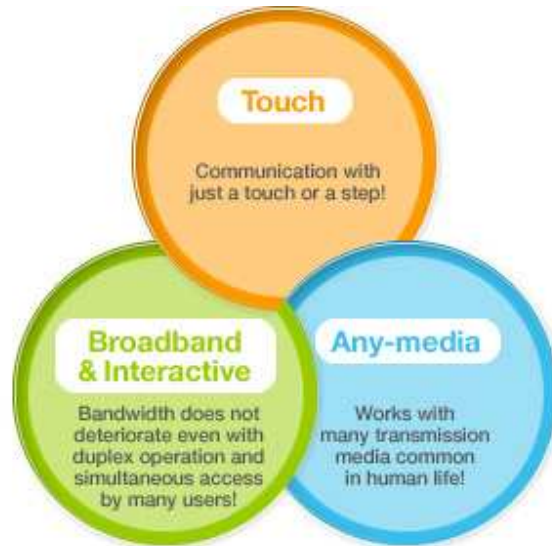 Touch
Communication with
just a touch or a step!
Broadband
& Interactive
Bandwidth does not
deteriorate even with
duplex operation and
simultaneous access
by many users!
Any-media
Works with
many transmission
media common
in human life!